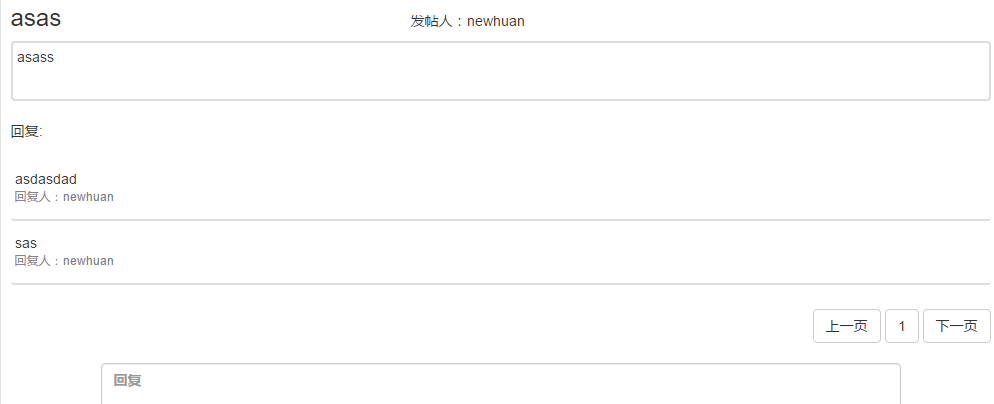 asas
发帖人：newhuan
asass
回复:
asdasdad
回复人：newhuan
sas
回复人：newhuan
上一页 1 下一页
回复